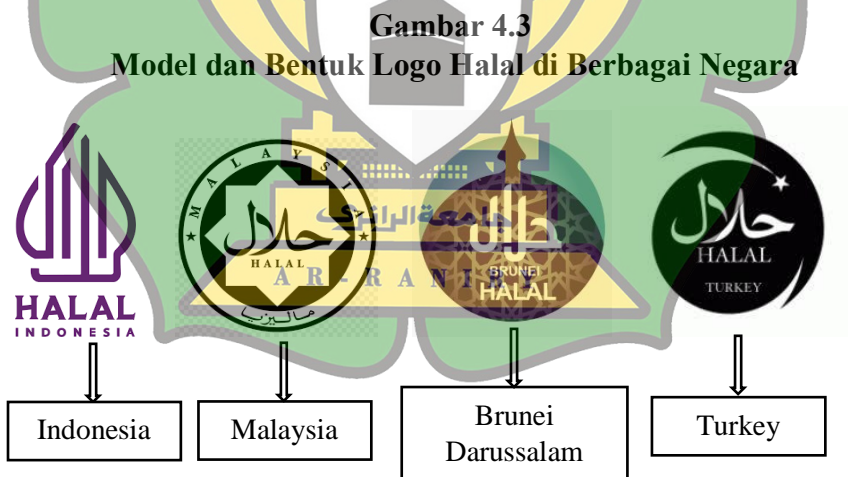 Gambar 4.3
Model dan Bentuk Logo Halal di Berbagai Negara
HALAL
INDONESIA
MALAYSIA
حلال
HALAL
ماليزيا
حلال
BRUNEI
HALAL
حلال
HALAL
TURKEY
جامعة الرانري
AR-RANIRY
Indonesia
Malaysia
Brunei
Darussalam
Turkey